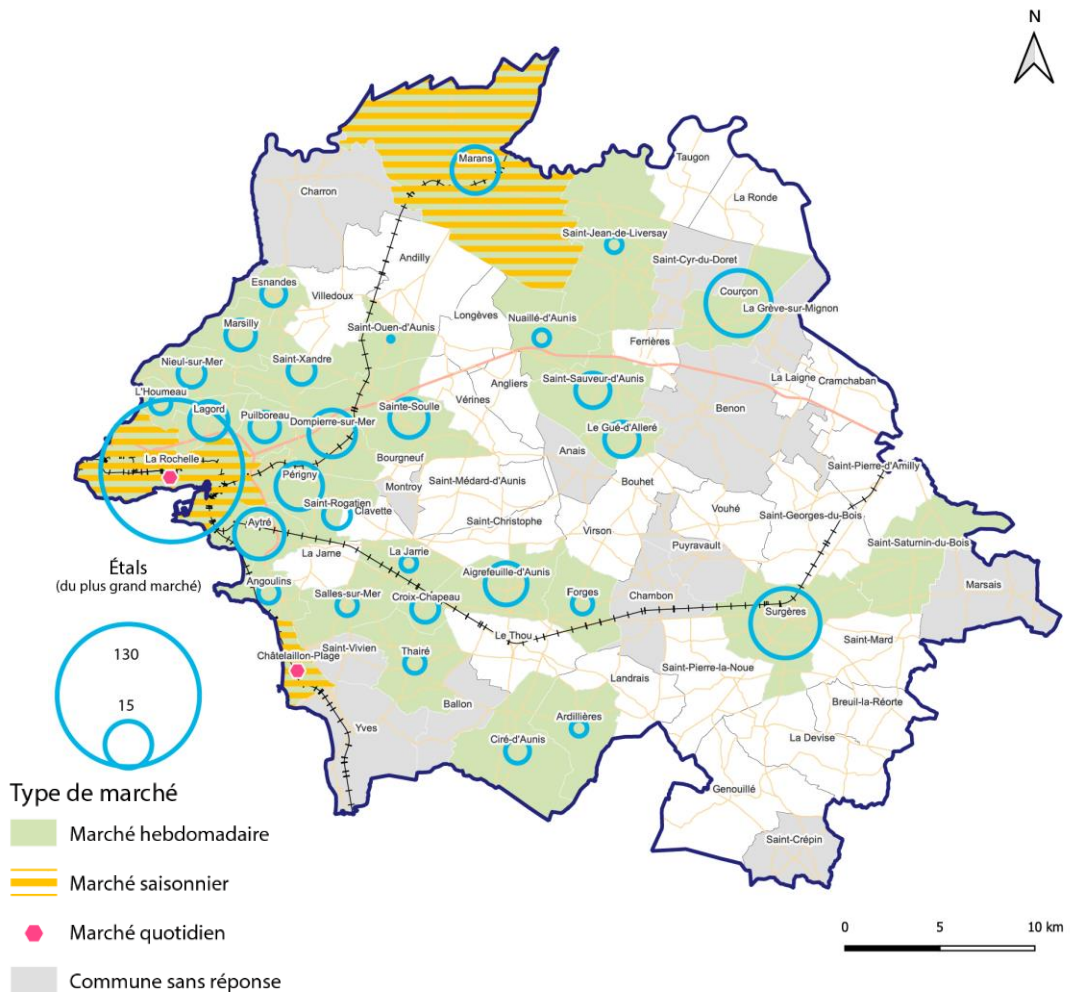 N
Marans
Taugon
Charron
La Ronde
Saint-Jean-de-Liversay
Andilly
Saint-Cyr-du-Doret
Esnandes
Villedoux
Courçon
La Grève-sur-Mignon
Marsilly
Longèves
Nuaillé-d'Aunis
Saint-Ouen-d'Aunis
Ferrières
Nieul-sur-Mer
Saint-Xandre
Angliers
Saint-Sauveur-d'Aunis
La Laigne
Cramchaban
L'Houmeau
Vérines
Lagord
Puilboreau
Dompierre-sur-Mer
Sainte-Soulle
Benon
Le Gué-d'Alleré
La Rochelle
Bourgneuf
Anais
Périgny
Montroy
Saint-Médard-d'Aunis
Bouhet
Saint-Pierre-d'Amilly
Saint-Rogatien
Clavette
Vouhé
Saint-Georges-du-Bois
Aytré
Saint-Christophe
Virson
La Jarne
La Jarrie
Puyravault
Saint-Saturnin-du-Bois
Étals
(du plus grand marché)
Angoulins
Aigrefeuille-d'Aunis
Marsais
Salles-sur-Mer
Croix-Chapeau
Forges
Chambon
Surgères
Le Thou
Saint-Mard
130
Saint-Vivien
Châtelaillon-Plage
Thairé
Saint-Pierre-la-Noue
Landrais
15
Ballon
Breuil-la-Réorte
Yves
Ardillières
Ciré-d'Aunis
La Devise
Genouillé
Saint-Crépin
Type de marché
Marché hebdomadaire
Marché saisonnier
Marché quotidien
Commune sans réponse
0 5 10 km